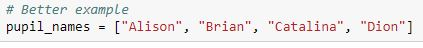 # Better example
pupil_names = ["Alison", "Brian", "Catalina", "Dion"]